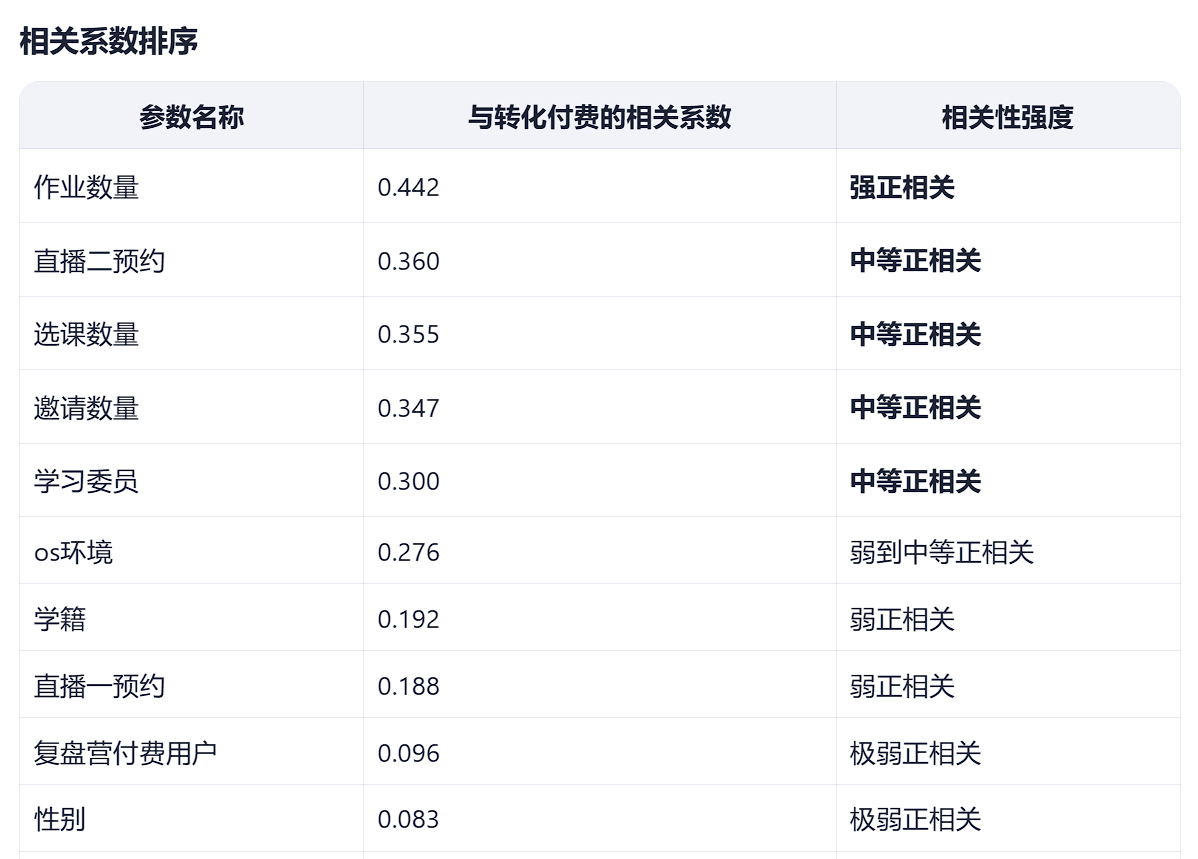 相关系数排序
参数名称 与转化付费的相关系数 相关性强度
作业数量 0.442 强正相关
直播二预约 0.360 中等正相关
选课数量 0.355 中等正相关
邀请数量 0.347 中等正相关
学习委员 0.300 中等正相关
os环境 0.276 弱到中等正相关
学籍 0.192 弱正相关
直播一预约 0.188 弱正相关
复盘营付费用户 0.096 极弱正相关
性别 0.083 极弱正相关